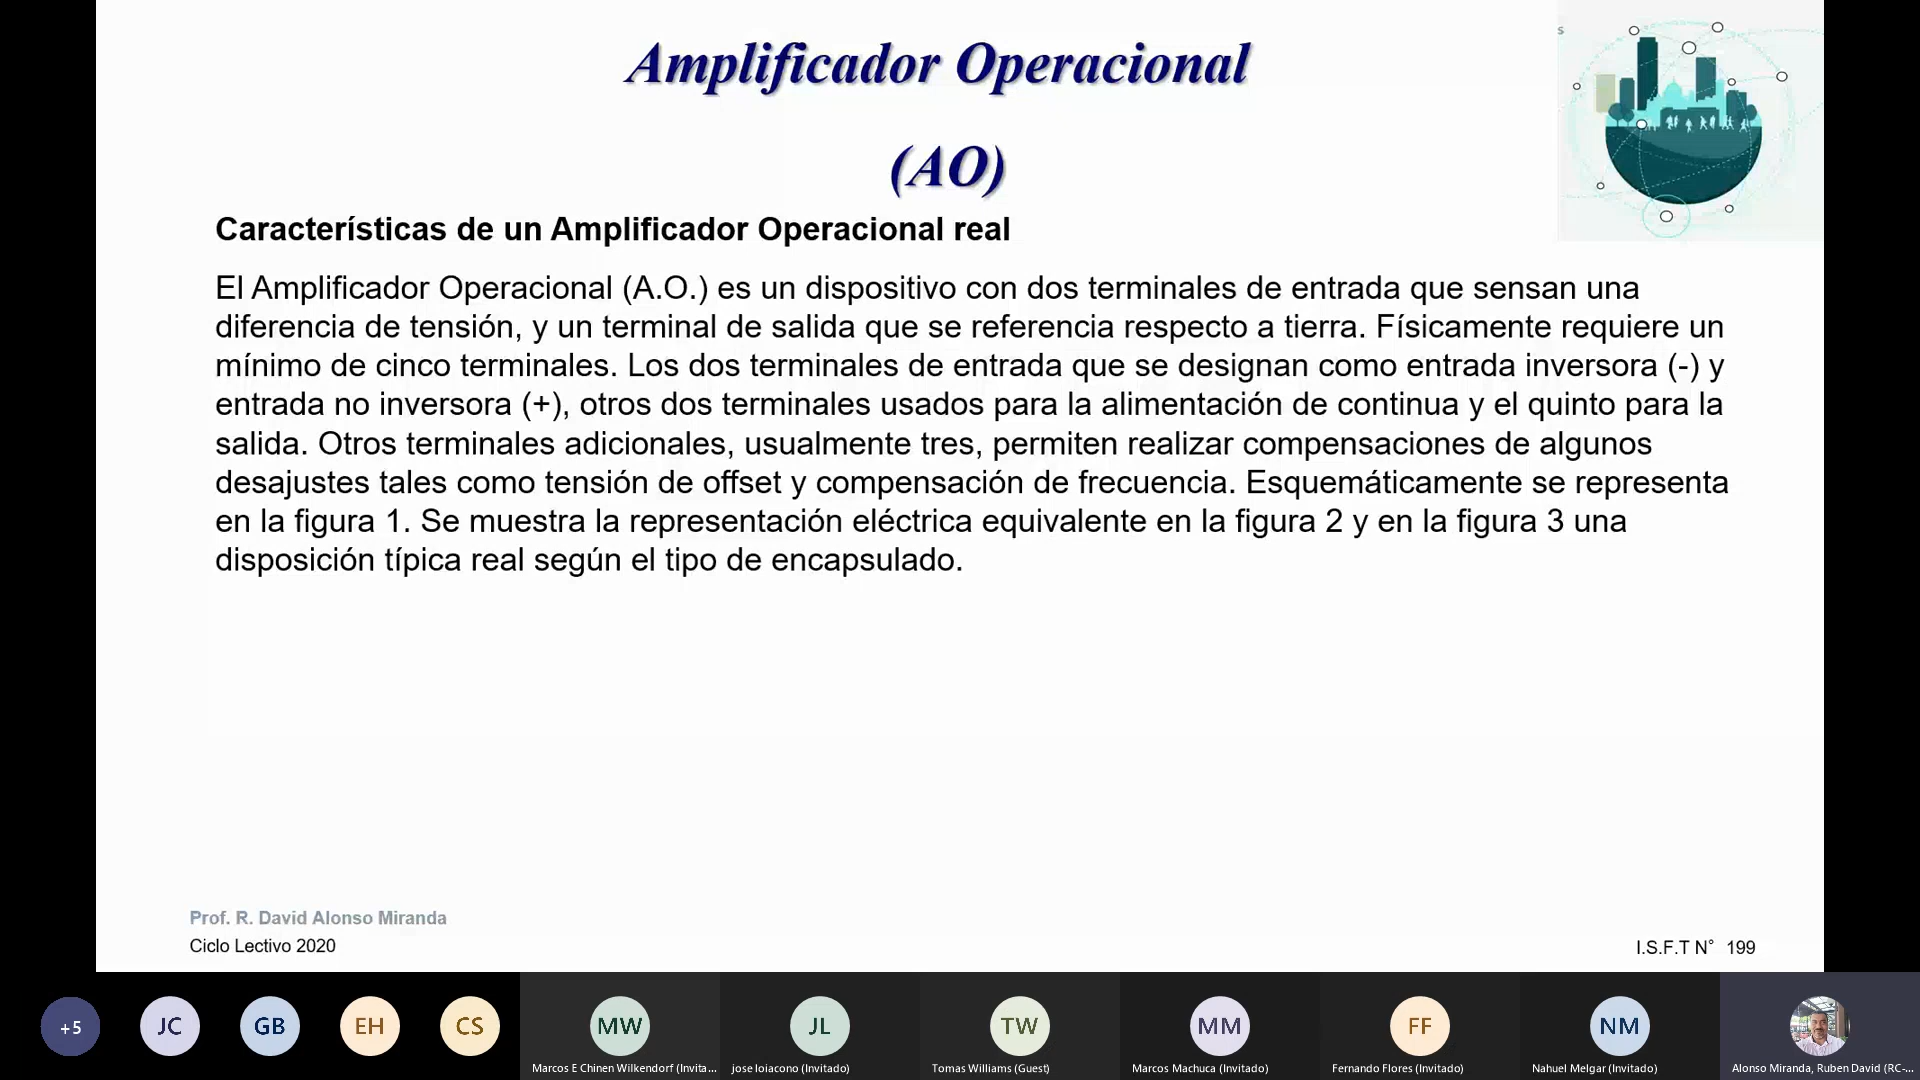 Amplificador Operacional
(AO)
s
Características de un Amplificador Operacional real
El Amplificador Operacional (A.O.) es un dispositivo con dos terminales de entrada que sensan una
diferencia de tensión, y un terminal de salida que se referencia respecto a tierra. Físicamente requiere un
mínimo de cinco terminales. Los dos terminales de entrada que se designan como entrada inversora (-) y
entrada no inversora (+), otros dos terminales usados para la alimentación de continua y el quinto para la
salida. Otros terminales adicionales, usualmente tres, permiten realizar compensaciones de algunos
desajustes tales como tensión de offset y compensación de frecuencia. Esquemáticamente se representa
en la figura 1. Se muestra la representación eléctrica equivalente en la figura 2 y en la figura 3 una
disposición típica real según el tipo de encapsulado.
Prof. R. David Alonso Miranda
Ciclo Lectivo 2020
I.S.F.T N° 199
+5
JC
GB
EH
CS
MW
JL
TW
MM
FF
NM
Marcos E Chinen Wilkendorf (Invita...
jose loiacono (Invitado)
Tomas Williams (Guest)
Marcos Machuca (Invitado)
Fernando Flores (Invitado)
Nahuel Melgar (Invitado)
Alonso Miranda, Ruben David (RC-...